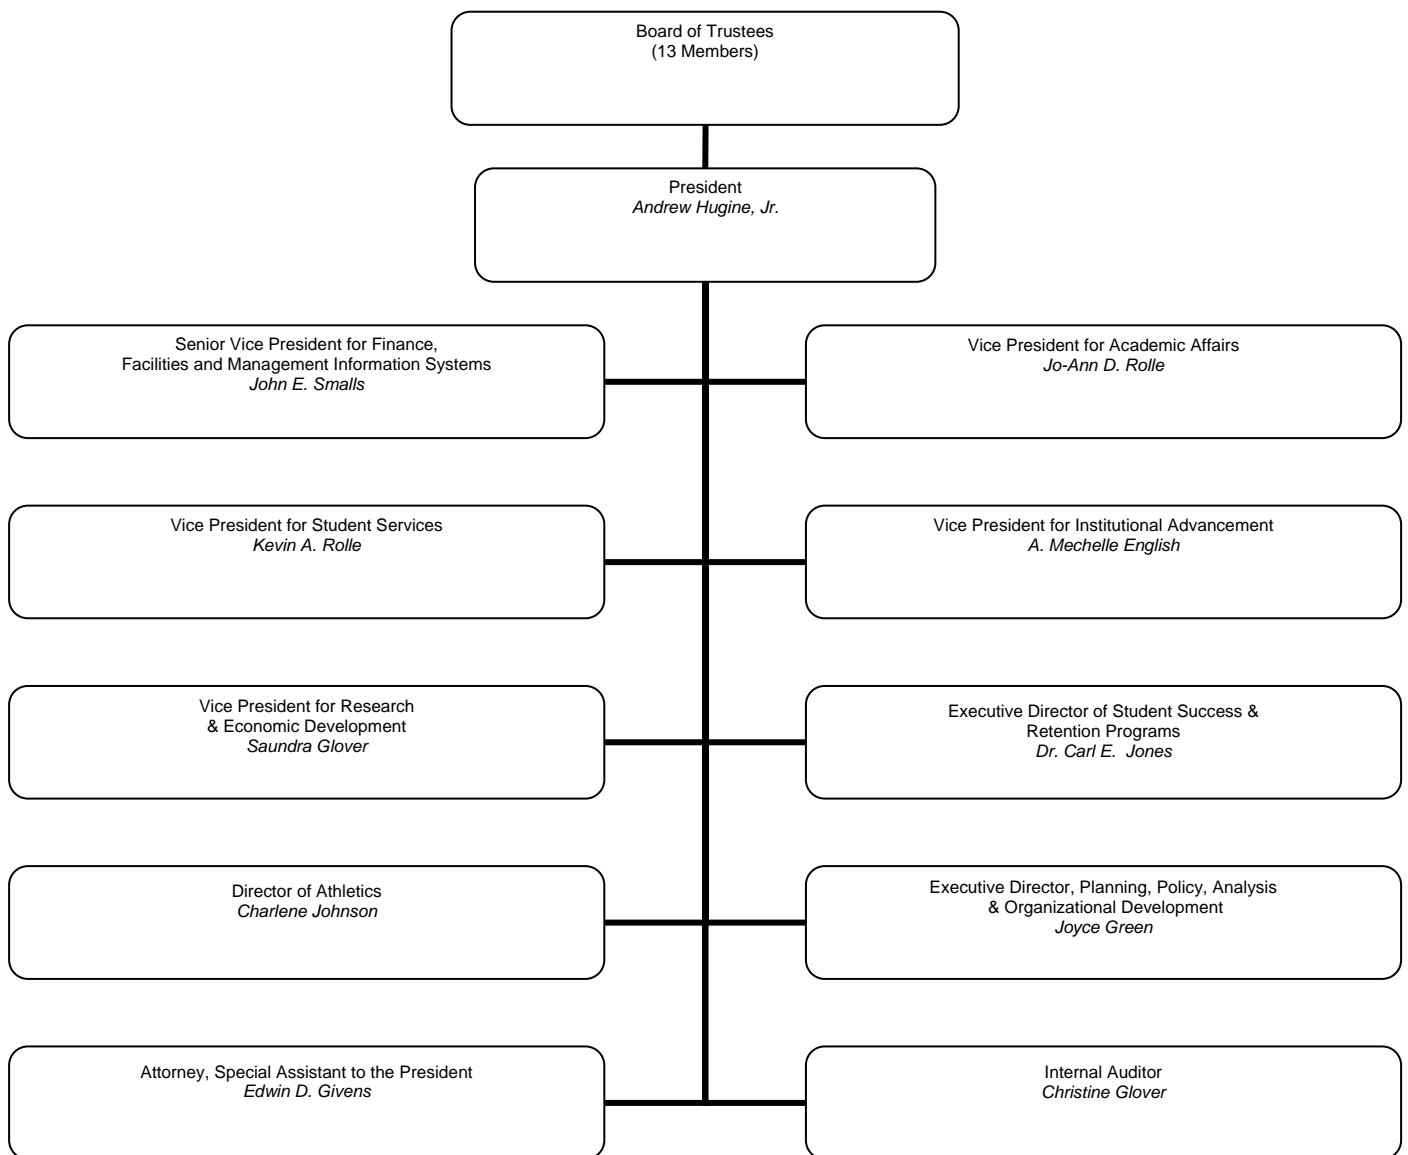 Board of Trustees
(13 Members)
President
Andrew Hugine, Jr.
Senior Vice President for Finance,
Facilities and Management Information Systems
John E. Smalls
Vice President for Academic Affairs
Jo-Ann D. Rolle
Vice President for Student Services
Kevin A. Rolle
Vice President for Institutional Advancement
A. Mechelle English
Vice President for Research
& Economic Development
Saundra Glover
Executive Director of Student Success &
Retention Programs
Dr. Carl E. Jones
Director of Athletics
Charlene Johnson
Executive Director, Planning, Policy, Analysis
& Organizational Development
Joyce Green
Attorney, Special Assistant to the President
Edwin D. Givens
Internal Auditor
Christine Glover